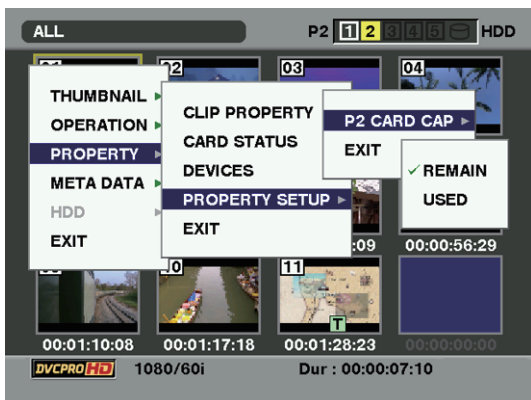 ALL P2 1 2 3 4 5 HDD
02 03 04
THUMBNAIL
OPERATION
PROPERTY
META DATA
HDD
EXIT
CLIP PROPERTY
CARD STATUS
DEVICES
PROPERTY SETUP
EXIT
P2 CARD CAP
EXIT
✓ REMAIN
USED
:09 00:00:56:29
11
00:01:10:08 00:01:17:18 00:01:28:23 00:00:00:00
T
DVCPRO HD 1080/60i Dur : 00:00:07:10